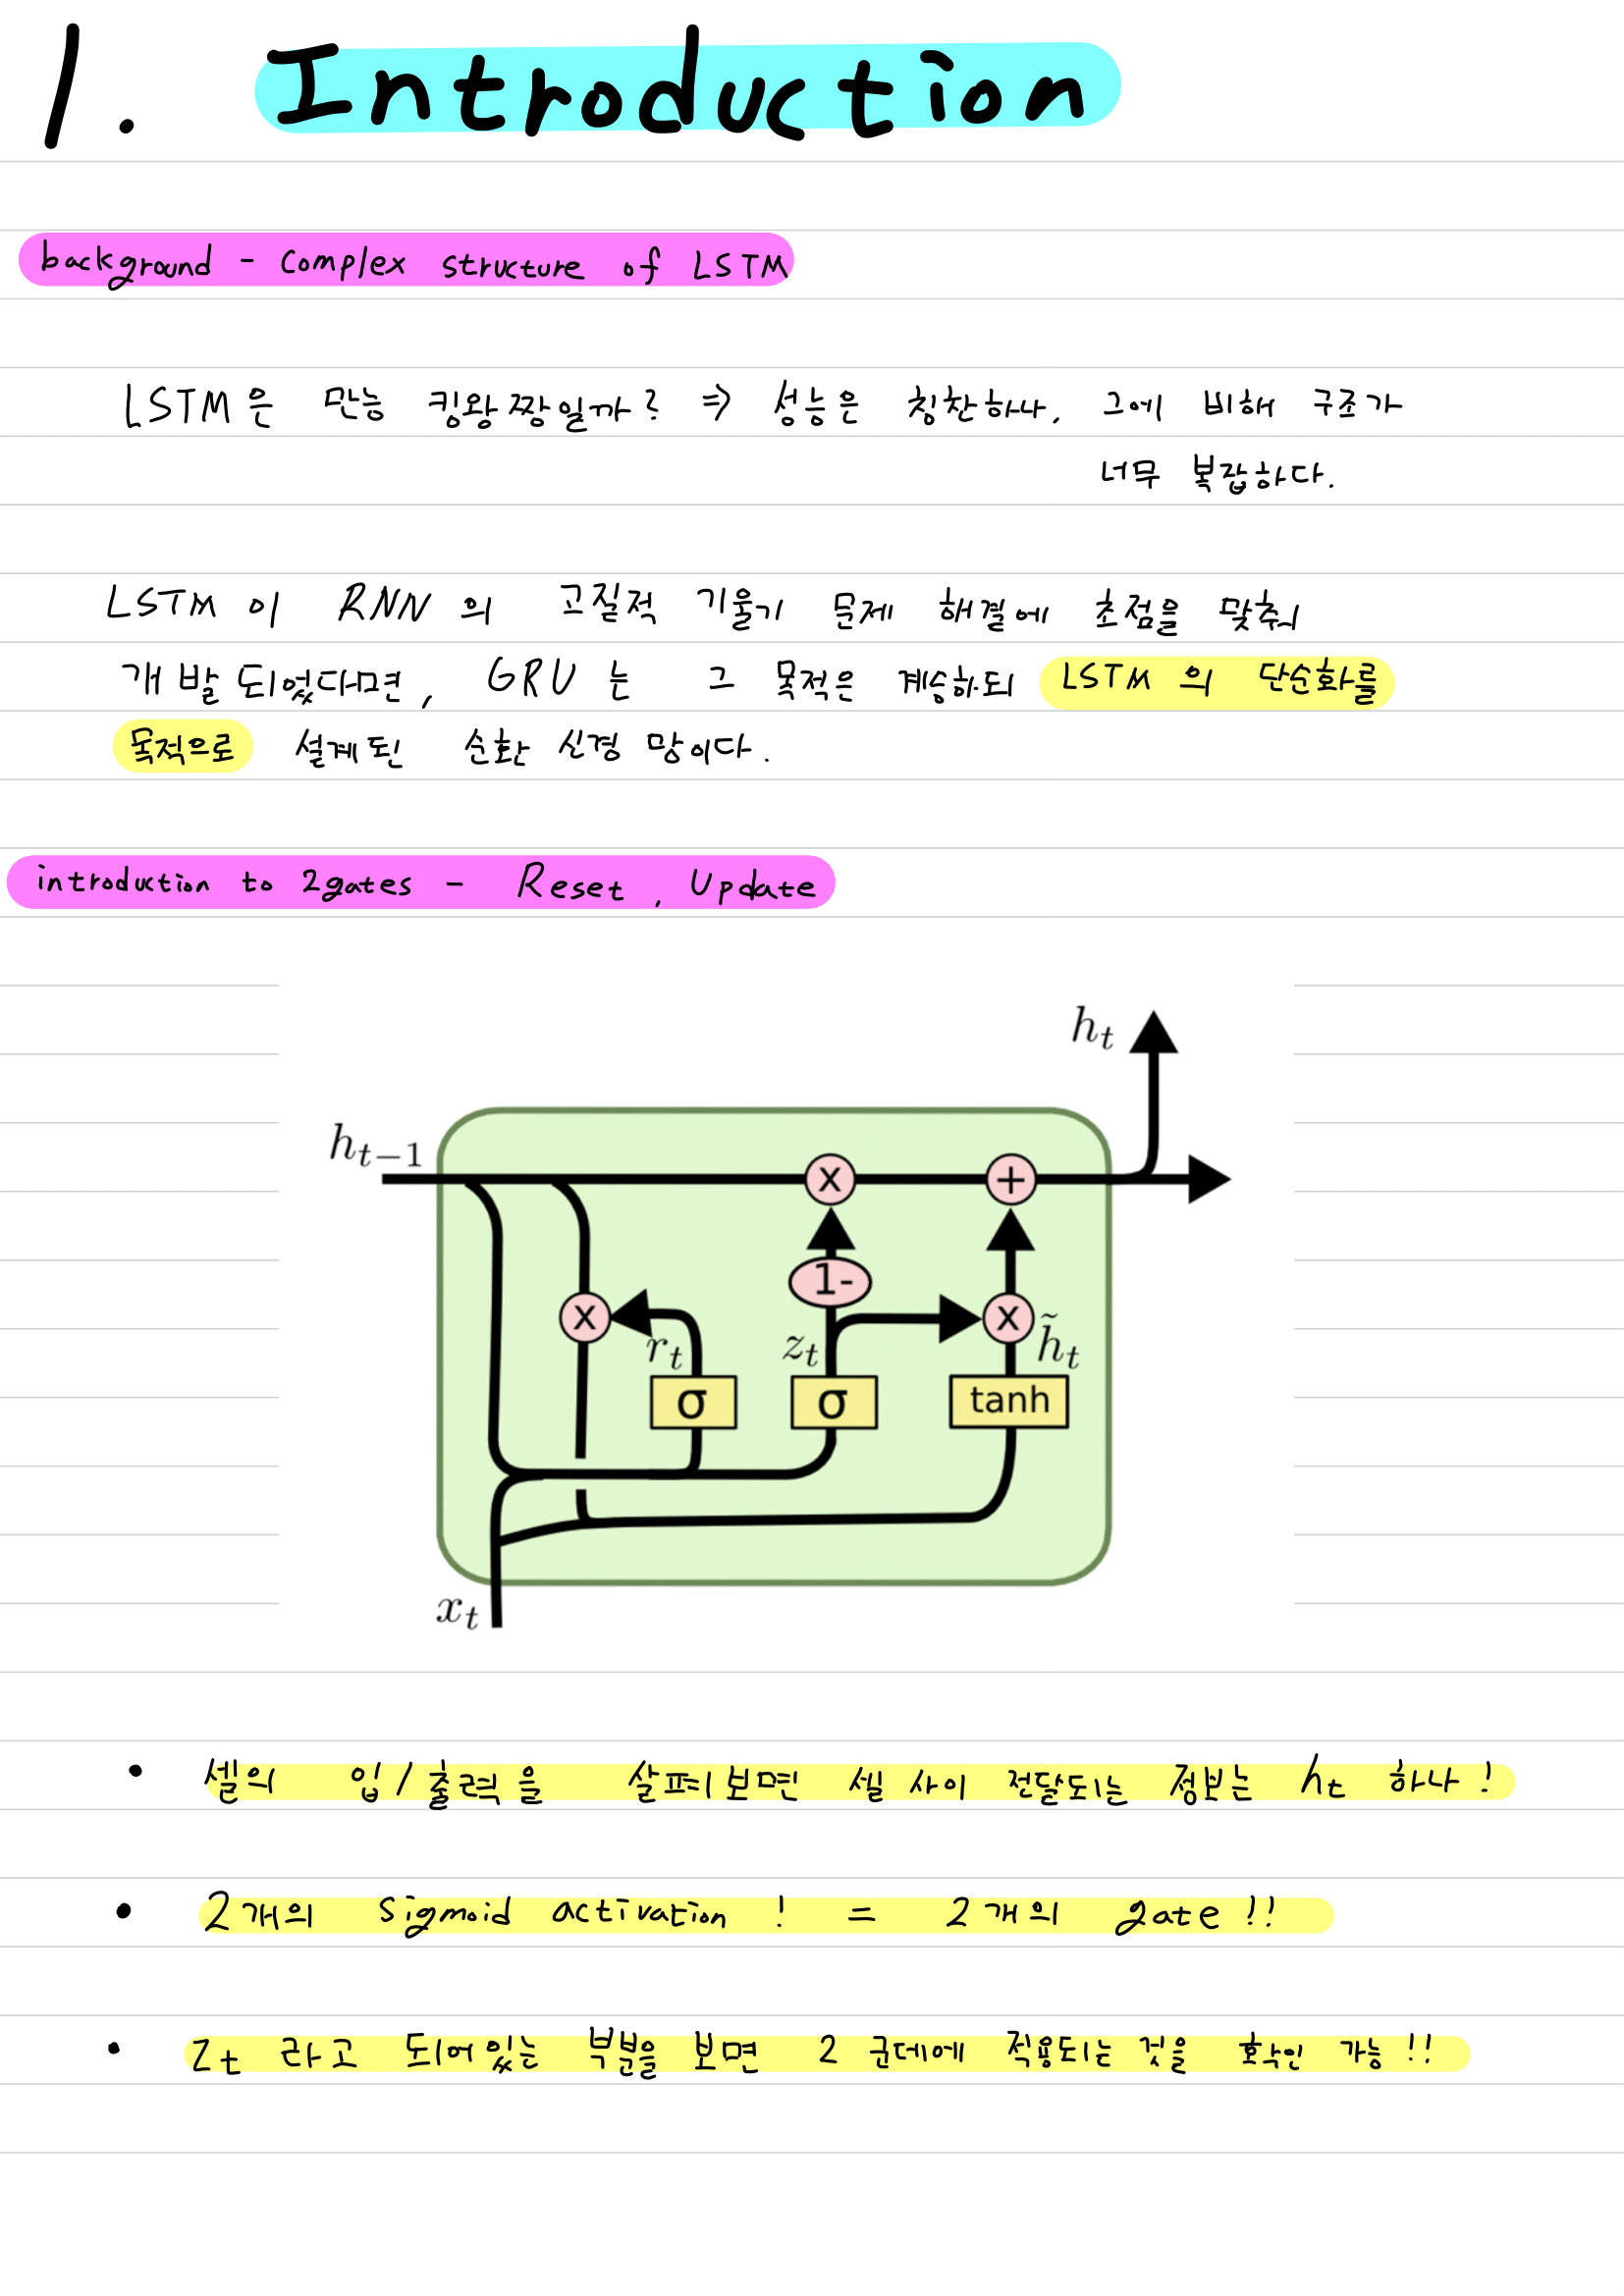 1. Introduction
background - complex structure of LSTM
LSTM은 만능 킹왕짱일까? ⇒ 성능은 칭찬하나, 그에 비해 구조가
너무 복잡하다.
LSTM이 RNN의 고질적 기울기 문제 해결에 초점을 맞춰
개발되었다면, GRU는 그 목적은 계승하되 LSTM의 단순화를
목적으로 설계된 순환 신경망이다.
introduction to 2gates - Reset, Update
h_t
h_{t-1}
x +
1-
x r_t z_t x h̃_t
σ σ tanh
x_t
• 셀의 입/출력을 살펴보면 셀 사이 전달되는 정보는 h_t 하나!
• 2개의 sigmoid activation! = 2개의 gate!!
• Z_t 라고 되어있는 부분을 보면 2군데에 적용되는 것을 확인 가능!!